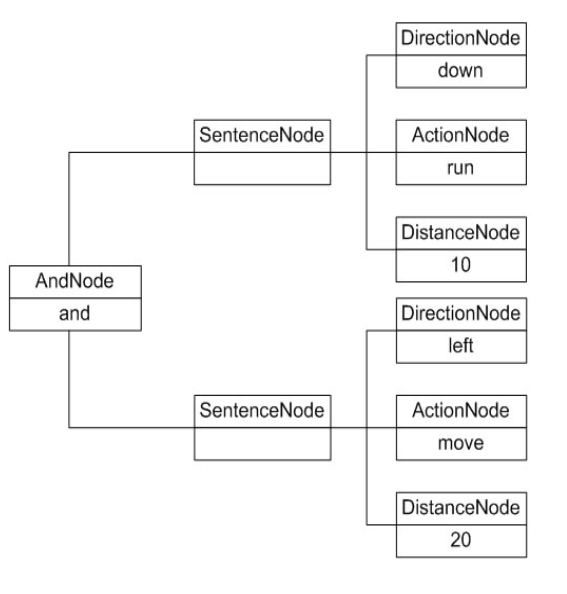 DirectionNode
down
SentenceNode
ActionNode
run
DistanceNode
10
AndNode
and
DirectionNode
left
SentenceNode
ActionNode
move
DistanceNode
20